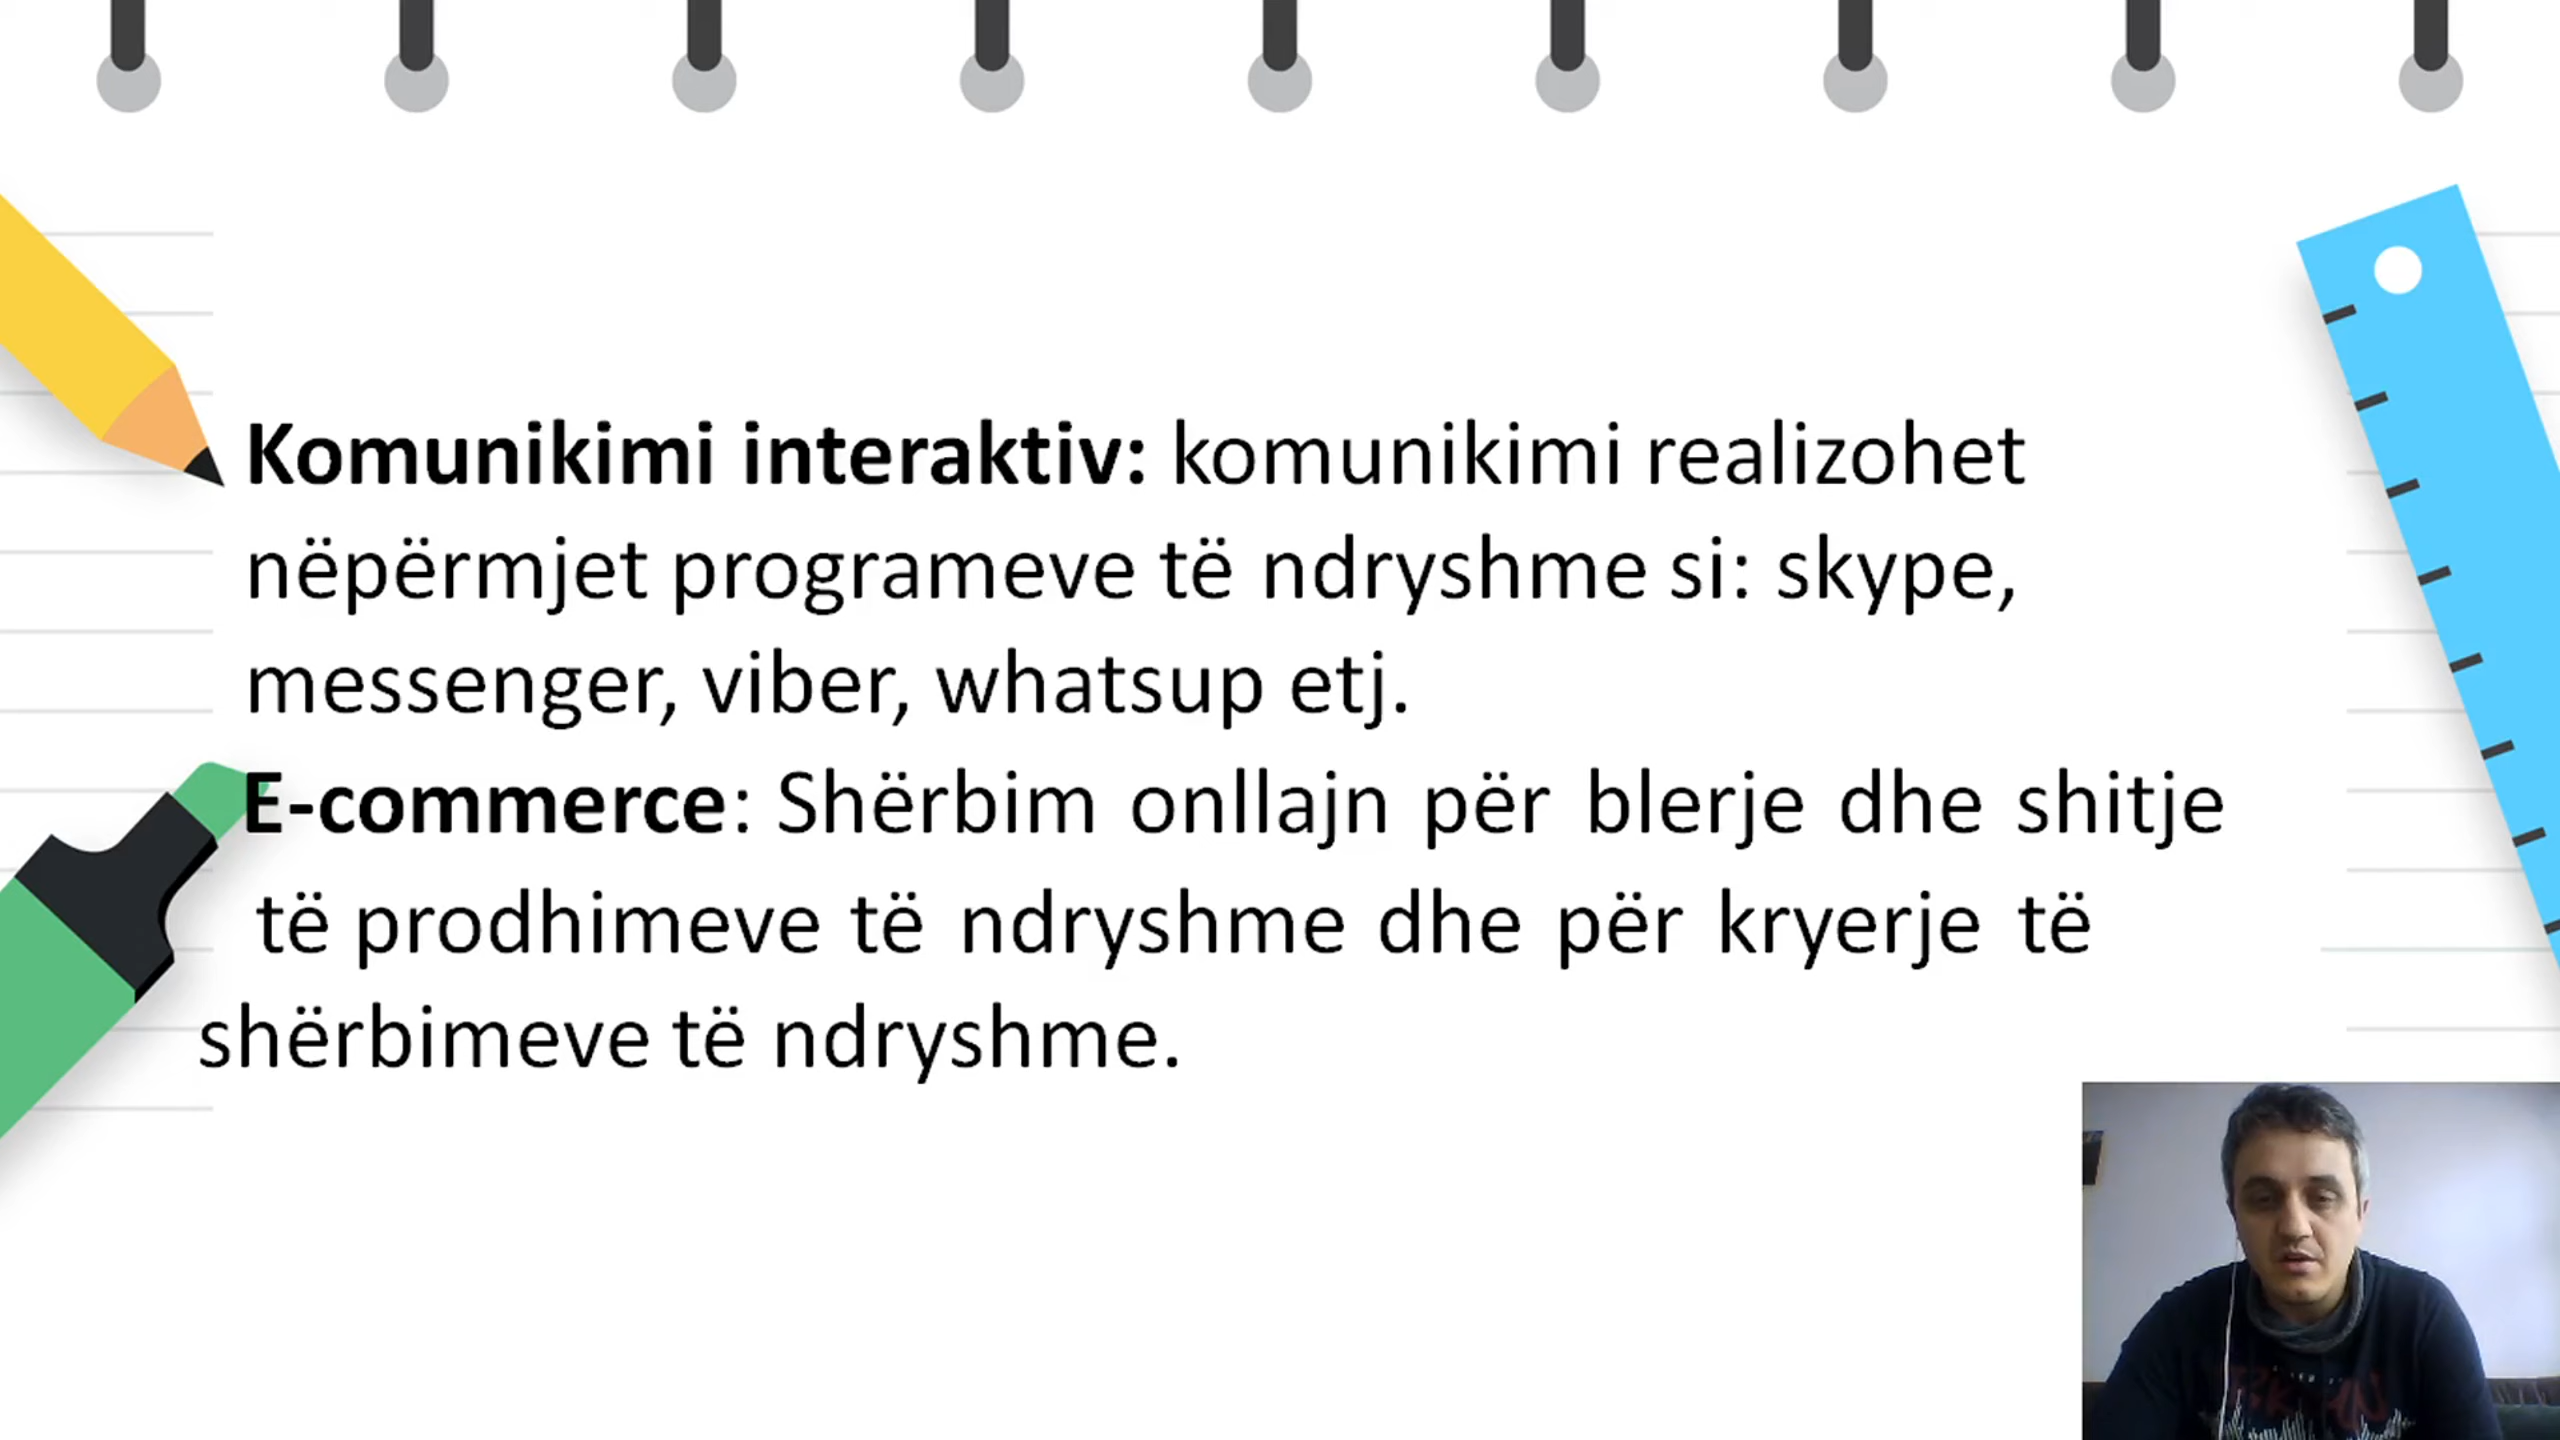 Komunikimi interaktiv: komunikimi realizohet
nëpërmjet programeve të ndryshme si: skype,
messenger, viber, whatsup etj.
E-commerce: Shërbim onllajn për blerje dhe shitje
të prodhimeve të ndryshme dhe për kryerje të
shërbimeve të ndryshme.